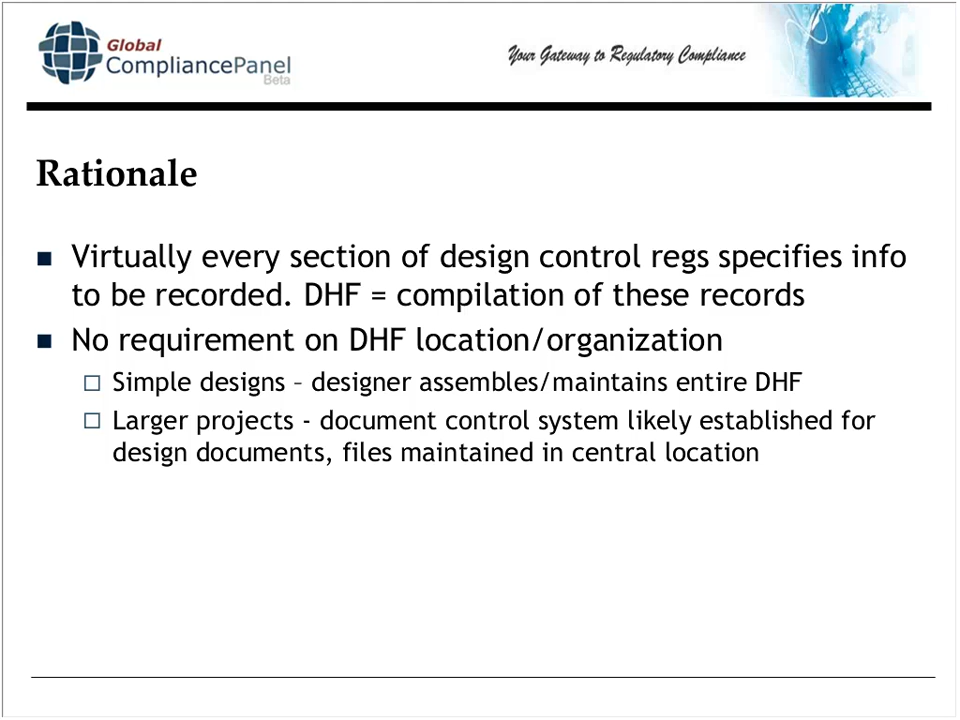 Global
CompliancePanel
Beta
Your Gateway to Regulatory Compliance
Rationale
Virtually every section of design control regs specifies info
to be recorded. DHF = compilation of these records
No requirement on DHF location/organization
Simple designs – designer assembles/maintains entire DHF
Larger projects - document control system likely established for
design documents, files maintained in central location